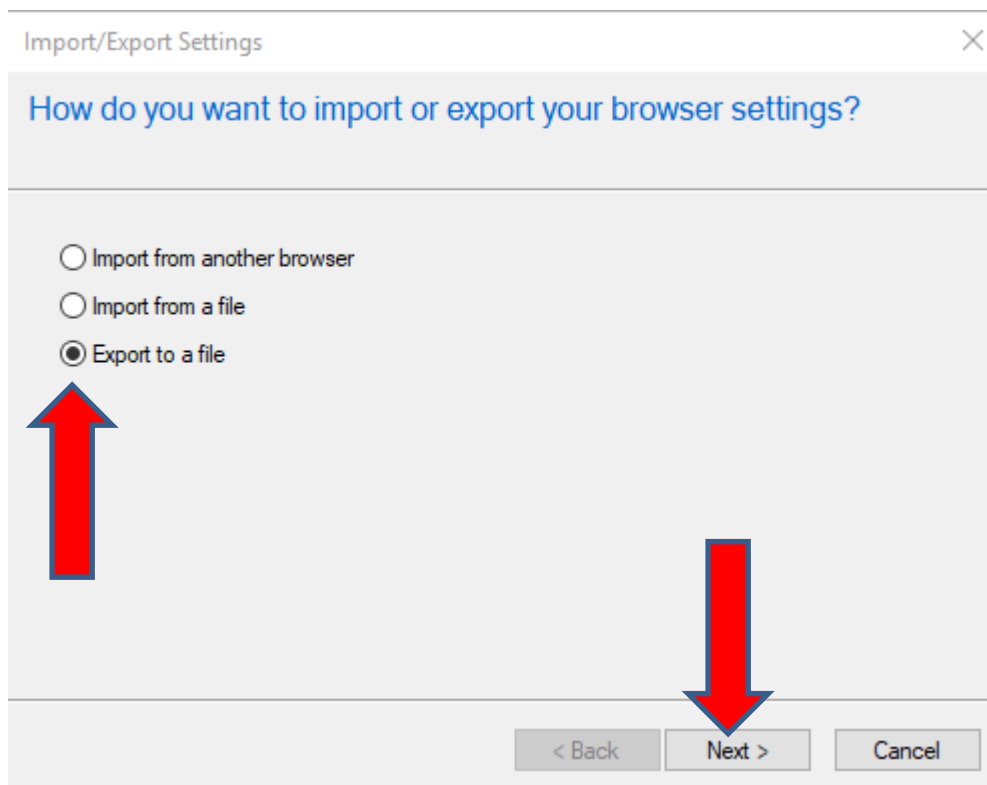 Import/Export Settings
How do you want to import or export your browser settings?
Import from another browser
Import from a file
Export to a file
< Back
Next >
Cancel